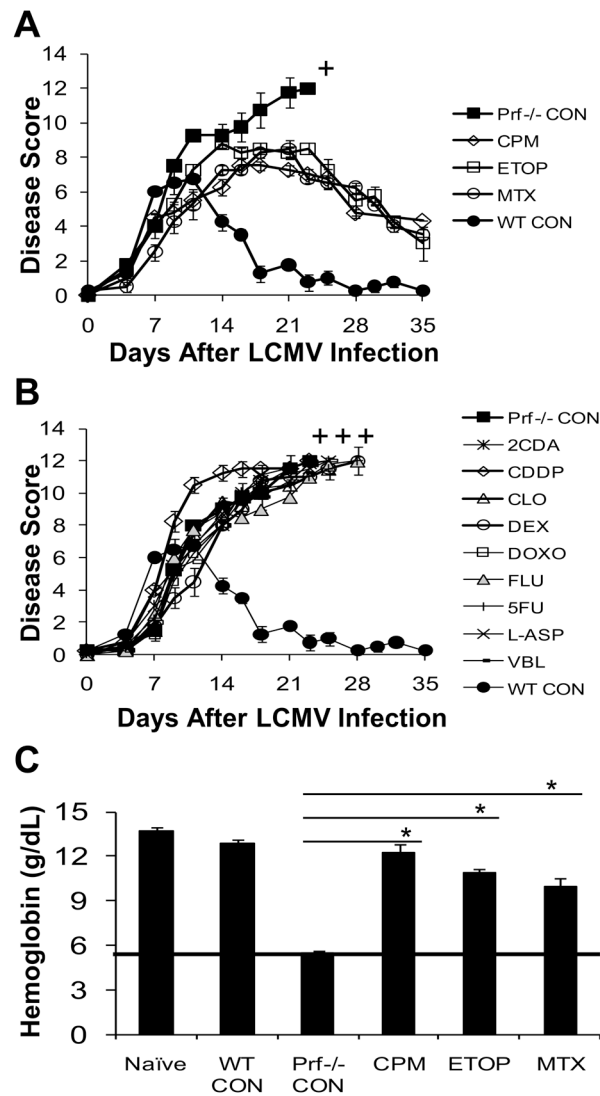 A
Disease Score
14
12
10
8
6
4
2
0
0 7 14 21 28 35
Days After LCMV Infection
+
Prf-/- CON
CPM
ETOP
MTX
WT CON
B
Disease Score
14
12
10
8
6
4
2
0
0 7 14 21 28 35
Days After LCMV Infection
+ + +
Prf-/- CON
2CDA
CDDP
CLO
DEX
DOXO
FLU
5FU
L-ASP
VBL
WT CON
C
Hemoglobin (g/dL)
15
12
9
6
3
0
*
*
*
Naïve WT CON Prf-/- CON CPM ETOP MTX